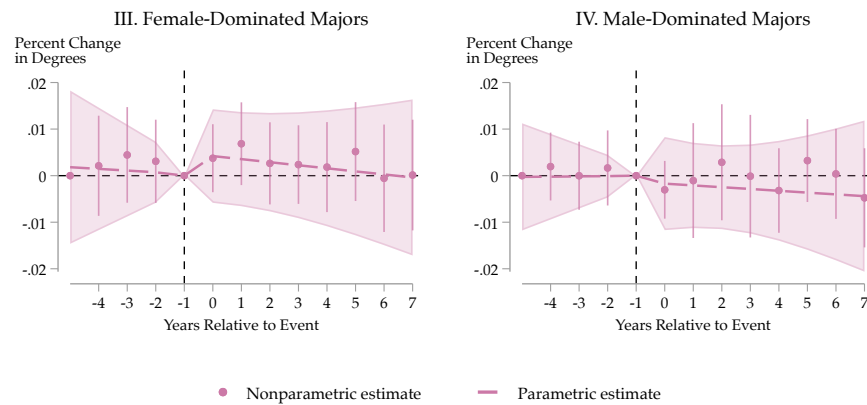 III. Female-Dominated Majors
Percent Change
in Degrees
.02
.01
0
-.01
-.02
-4 -3 -2 -1 0 1 2 3 4 5 6 7
Years Relative to Event
IV. Male-Dominated Majors
Percent Change
in Degrees
.02
.01
0
-.01
-.02
-4 -3 -2 -1 0 1 2 3 4 5 6 7
Years Relative to Event
Nonparametric estimate Parametric estimate